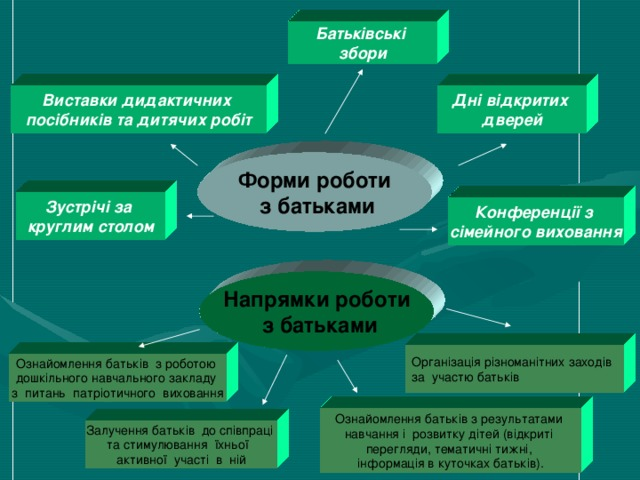 Батьківські
збори
Виставки дидактичних
посібників та дитячих робіт
Дні відкритих
дверей
Форми роботи
з батьками
Зустрічі за
круглим столом
Конференції з
сімейного виховання
Напрямки роботи
з батьками
Ознайомлення батьків з роботою
дошкільного навчального закладу
з питань патріотичного виховання
Організація різноманітних заходів
за участю батьків
Залучення батьків до співпраці
та стимулювання їхньої
активної участі в ній
Ознайомлення батьків з результатами
навчання і розвитку дітей (відкриті
перегляди, тематичні тижні,
інформація в куточках батьків).